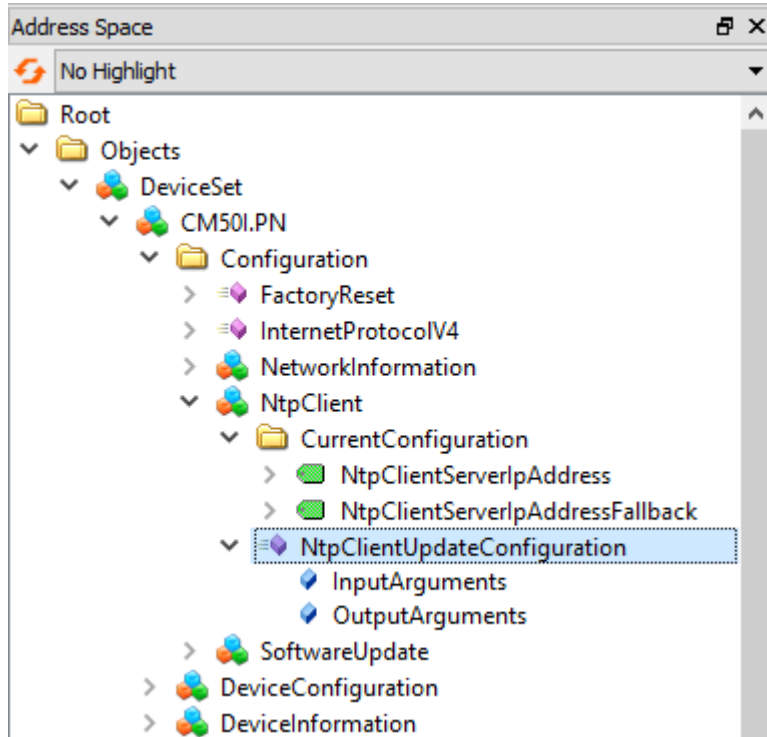 Address Space
No Highlight
Root
Objects
DeviceSet
CM50I.PN
Configuration
FactoryReset
InternetProtocolV4
NetworkInformation
NtpClient
CurrentConfiguration
NtpClientServerIpAddress
NtpClientServerIpAddressFallback
NtpClientUpdateConfiguration
InputArguments
OutputArguments
SoftwareUpdate
DeviceConfiguration
DeviceInformation